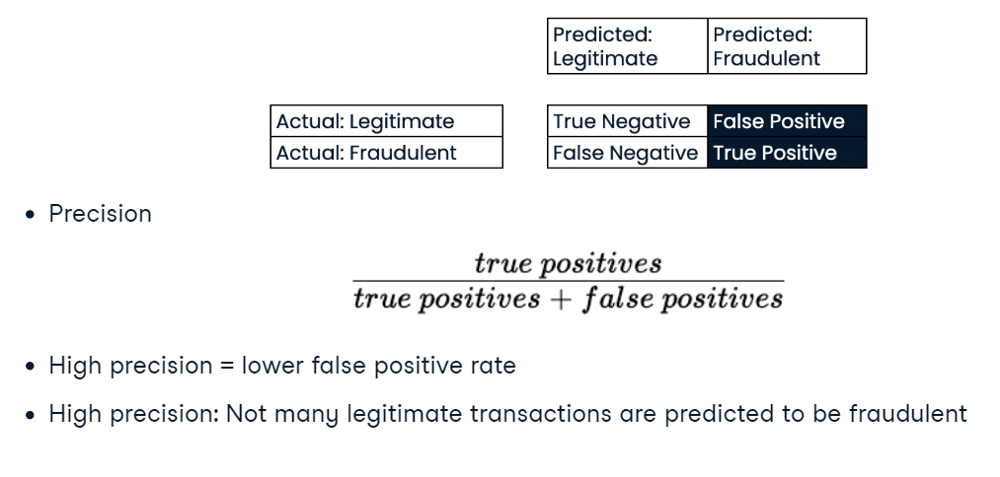 Predicted: Legitimate
Predicted: Fraudulent
Actual: Legitimate
True Negative
False Positive
Actual: Fraudulent
False Negative
True Positive
• Precision
true positives
true positives + false positives
• High precision = lower false positive rate
• High precision: Not many legitimate transactions are predicted to be fraudulent